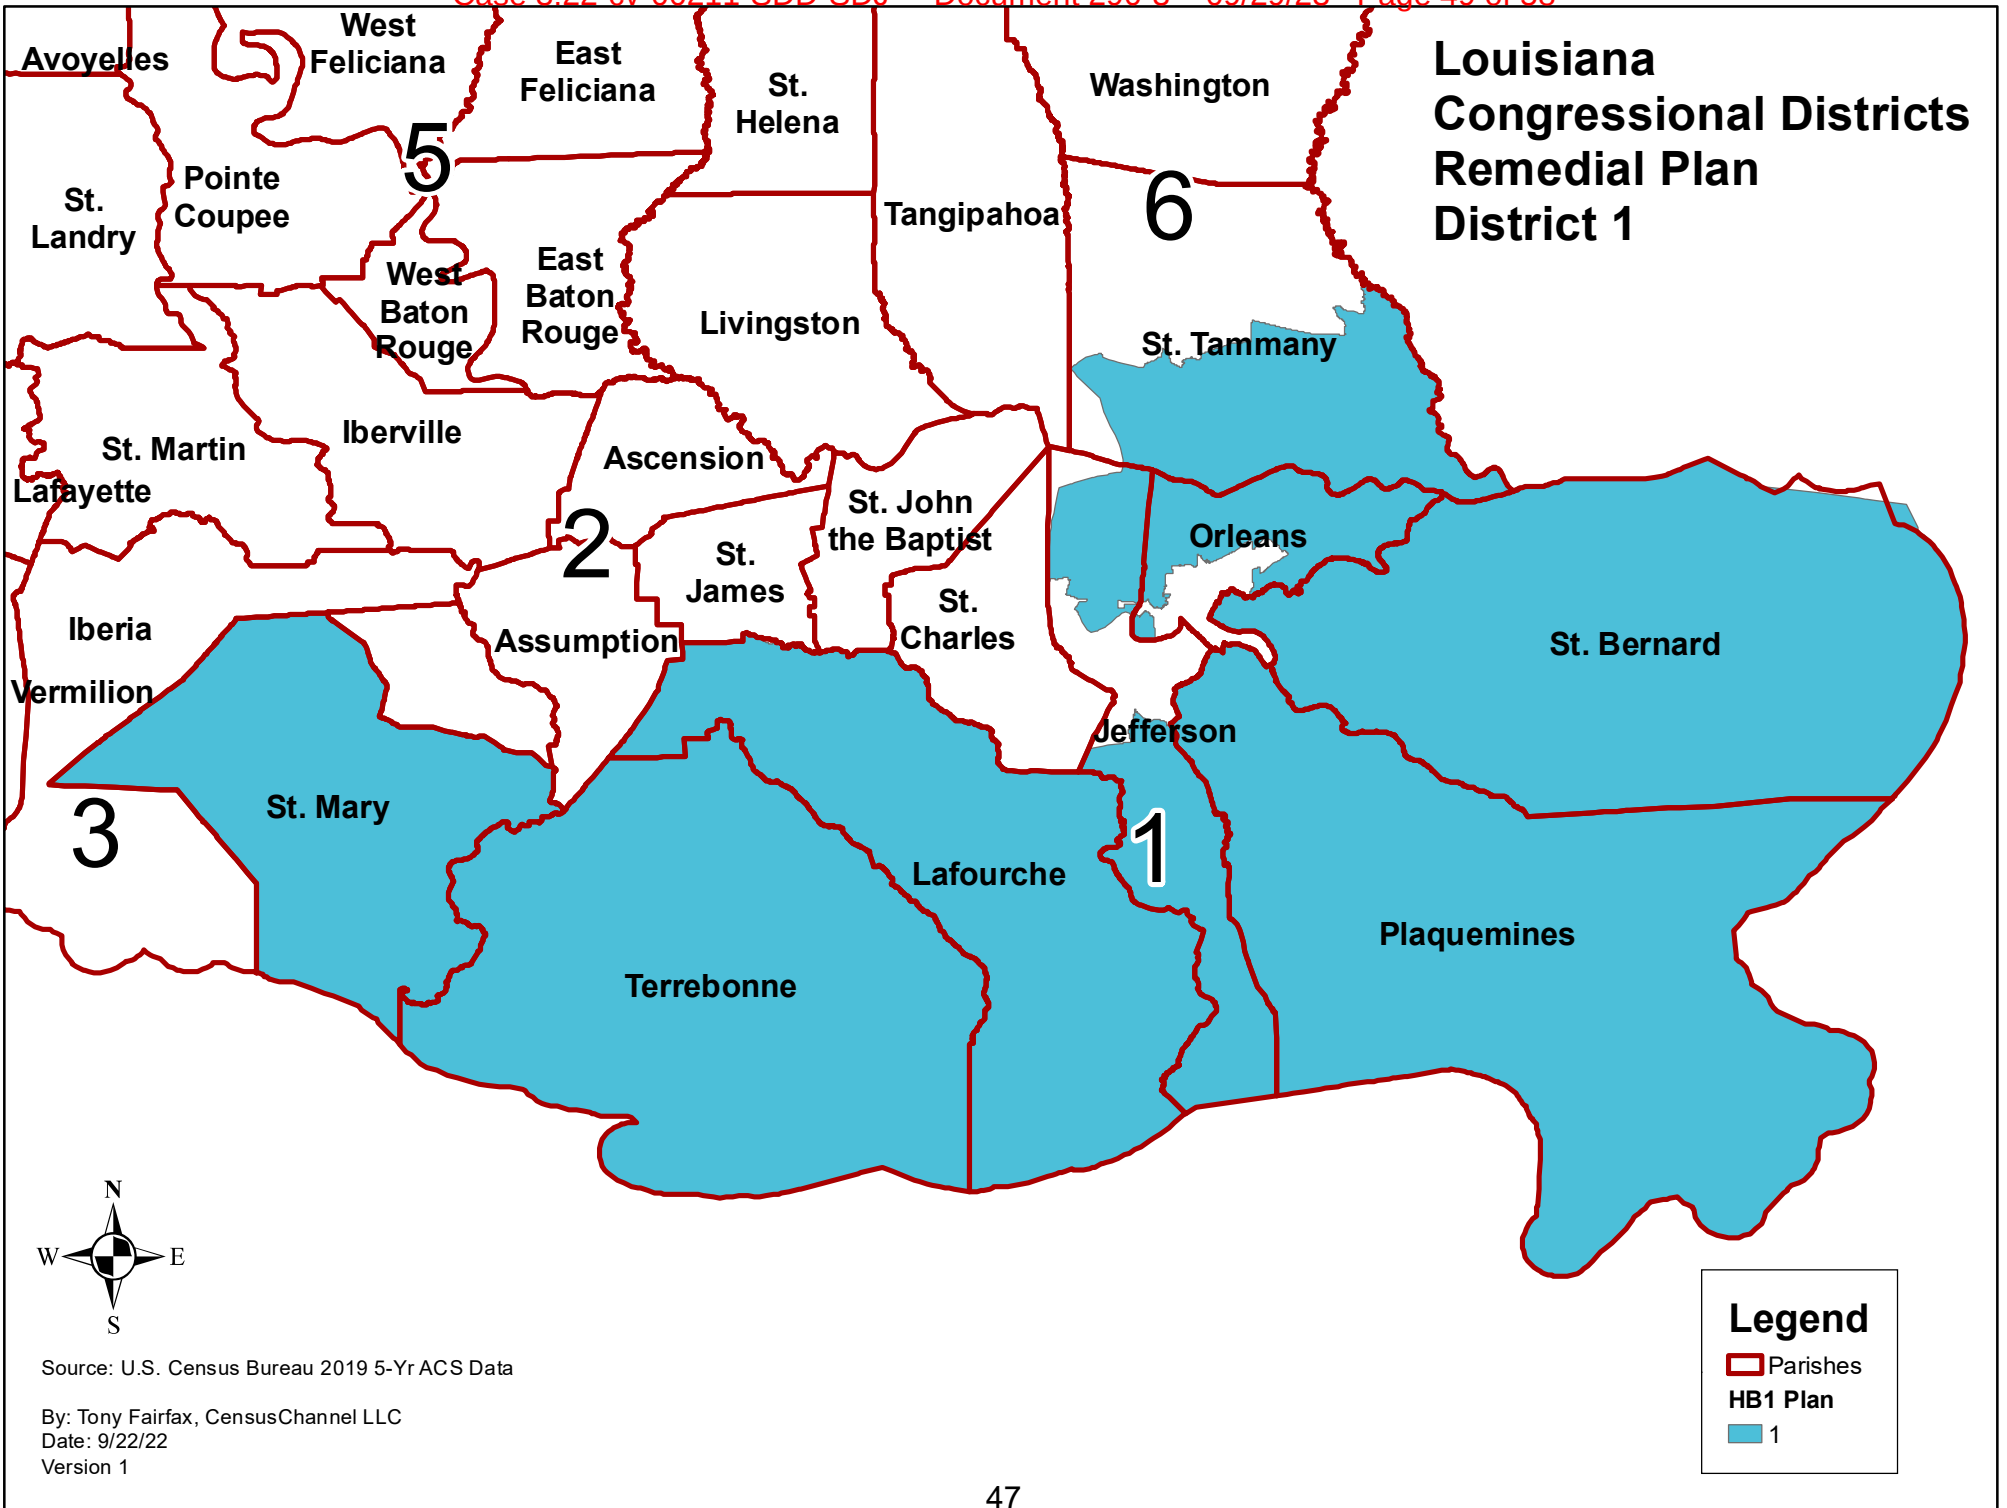 Louisiana
Congressional Districts
Remedial Plan
District 1
Avoyelles
West
Feliciana
East
Feliciana
St.
Helena
Washington
5
Pointe
Coupee
St.
Landry
Tangipahoa
6
West
Baton
Rouge
East
Baton
Rouge
Livingston
St. Tammany
St. Martin
Iberville
Ascension
Lafayette
St. John
the Baptist
Orleans
2
St.
James
St.
Charles
Iberia
Assumption
St. Bernard
Vermilion
Jefferson
St. Mary
3
1
Lafourche
Plaquemines
Terrebonne
N
W
E
S
Source: U.S. Census Bureau 2019 5-Yr ACS Data
By: Tony Fairfax, CensusChannel LLC
Date: 9/22/22
Version 1
Legend
Parishes
HB1 Plan
1
47